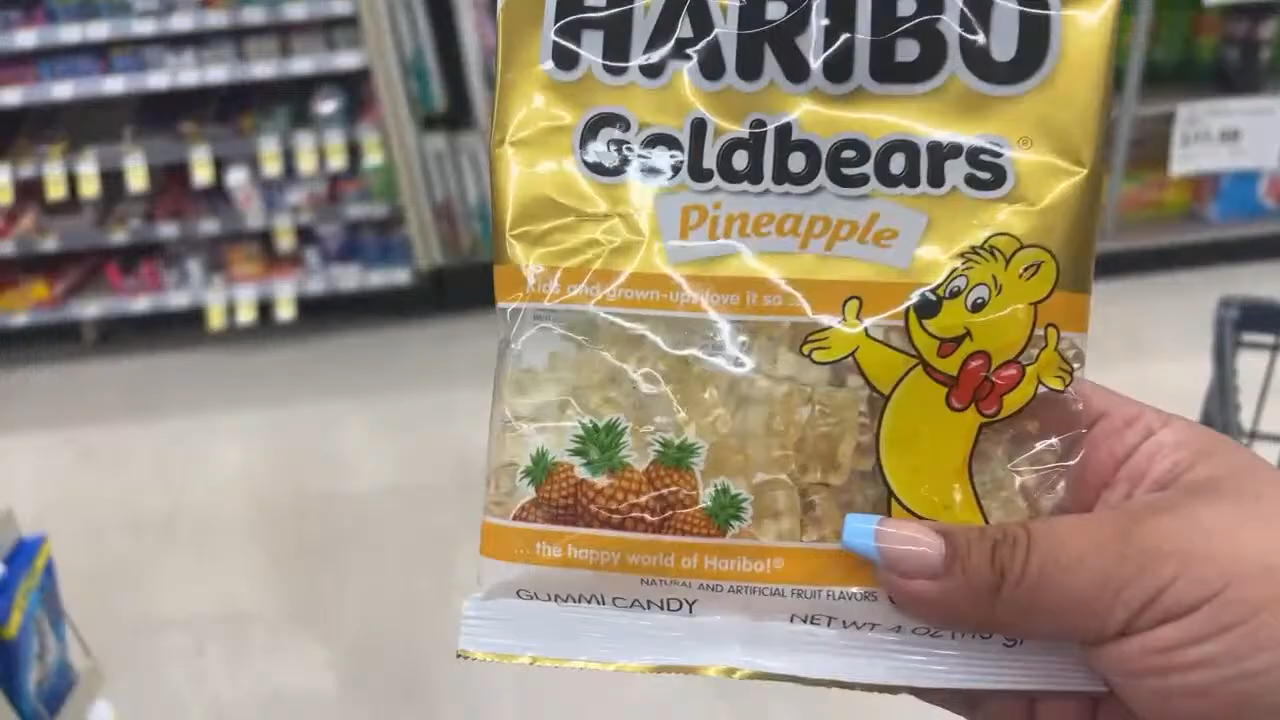 HARIBO
Goldbears®
Pineapple
Kids and grown-ups love it so ...
... the happy world of Haribo!®
NATURAL AND ARTIFICIAL FRUIT FLAVORS
GUMMI CANDY
NET WT 4 OZ